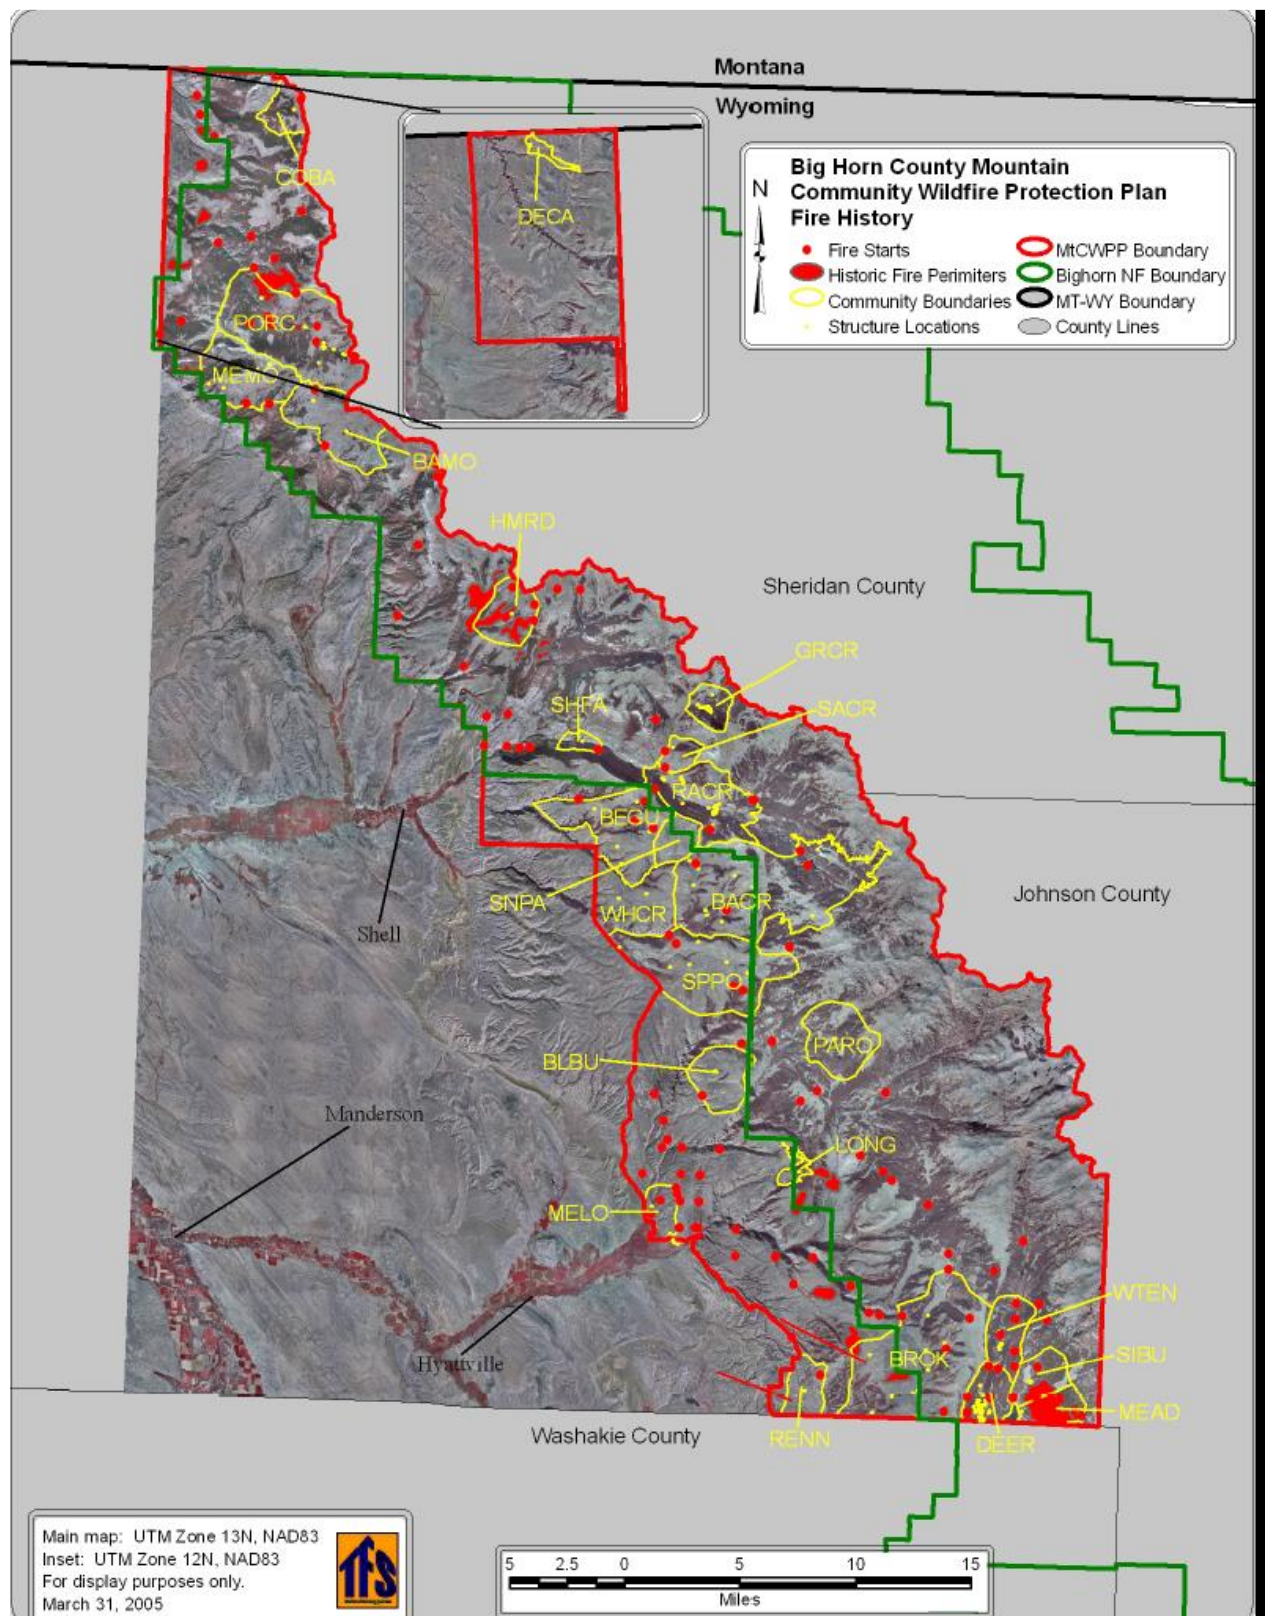 Montana
Wyoming
Big Horn County Mountain
Community Wildfire Protection Plan
Fire History
N
Fire Starts
Historic Fire Perimiters
Community Boundaries
Structure Locations
MtCWPP Boundary
Bighorn NF Boundary
MT-WY Boundary
County Lines
COBA
DECA
PORC
MEMO
BAMO
HMRD
Sheridan County
GRCR
SHFA
SACR
RACR
BEGU
Johnson County
SNPA
BACR
WHCR
Shell
SPPO
PARO
BLBU
Manderson
LONG
MELO
WTEN
Hyattville
BROK
SIBU
MEAD
Washakie County
RENN
DEER
Main map: UTM Zone 13N, NAD83
Inset: UTM Zone 12N, NAD83
For display purposes only.
March 31, 2005
TFS
5 2.5 0 5 10 15
Miles